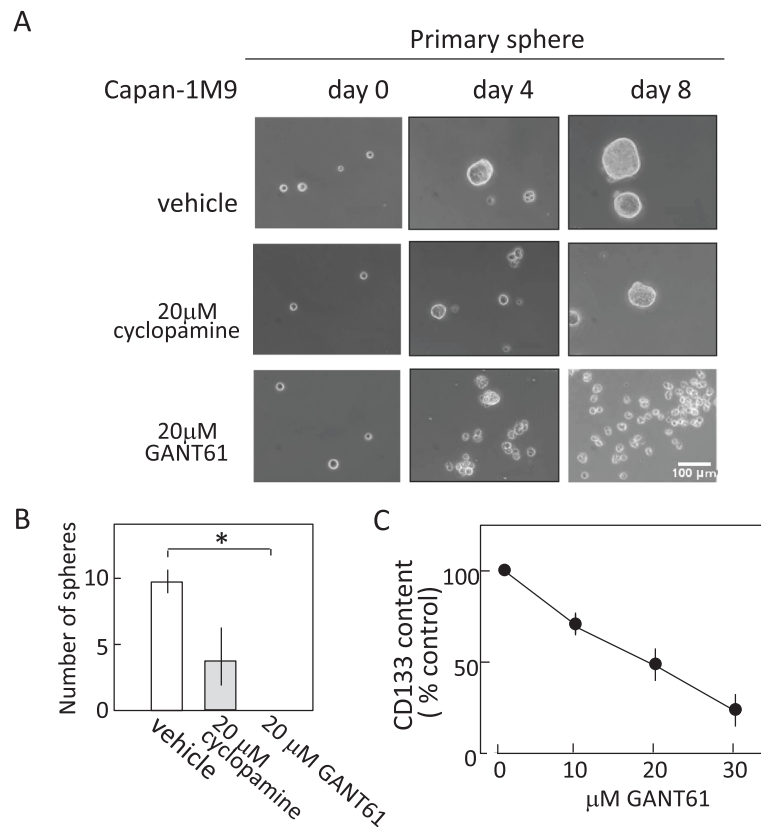 A
Primary sphere
Capan-1M9 day 0 day 4 day 8
vehicle
20μM
cyclopamine
20μM
GANT61
100 μm
B
Number of spheres
10
5
0
*
vehicle
20 μM
cyclopamine
20 μM GANT61
C
CD133 content
( % control)
100
50
0
0 10 20 30
μM GANT61